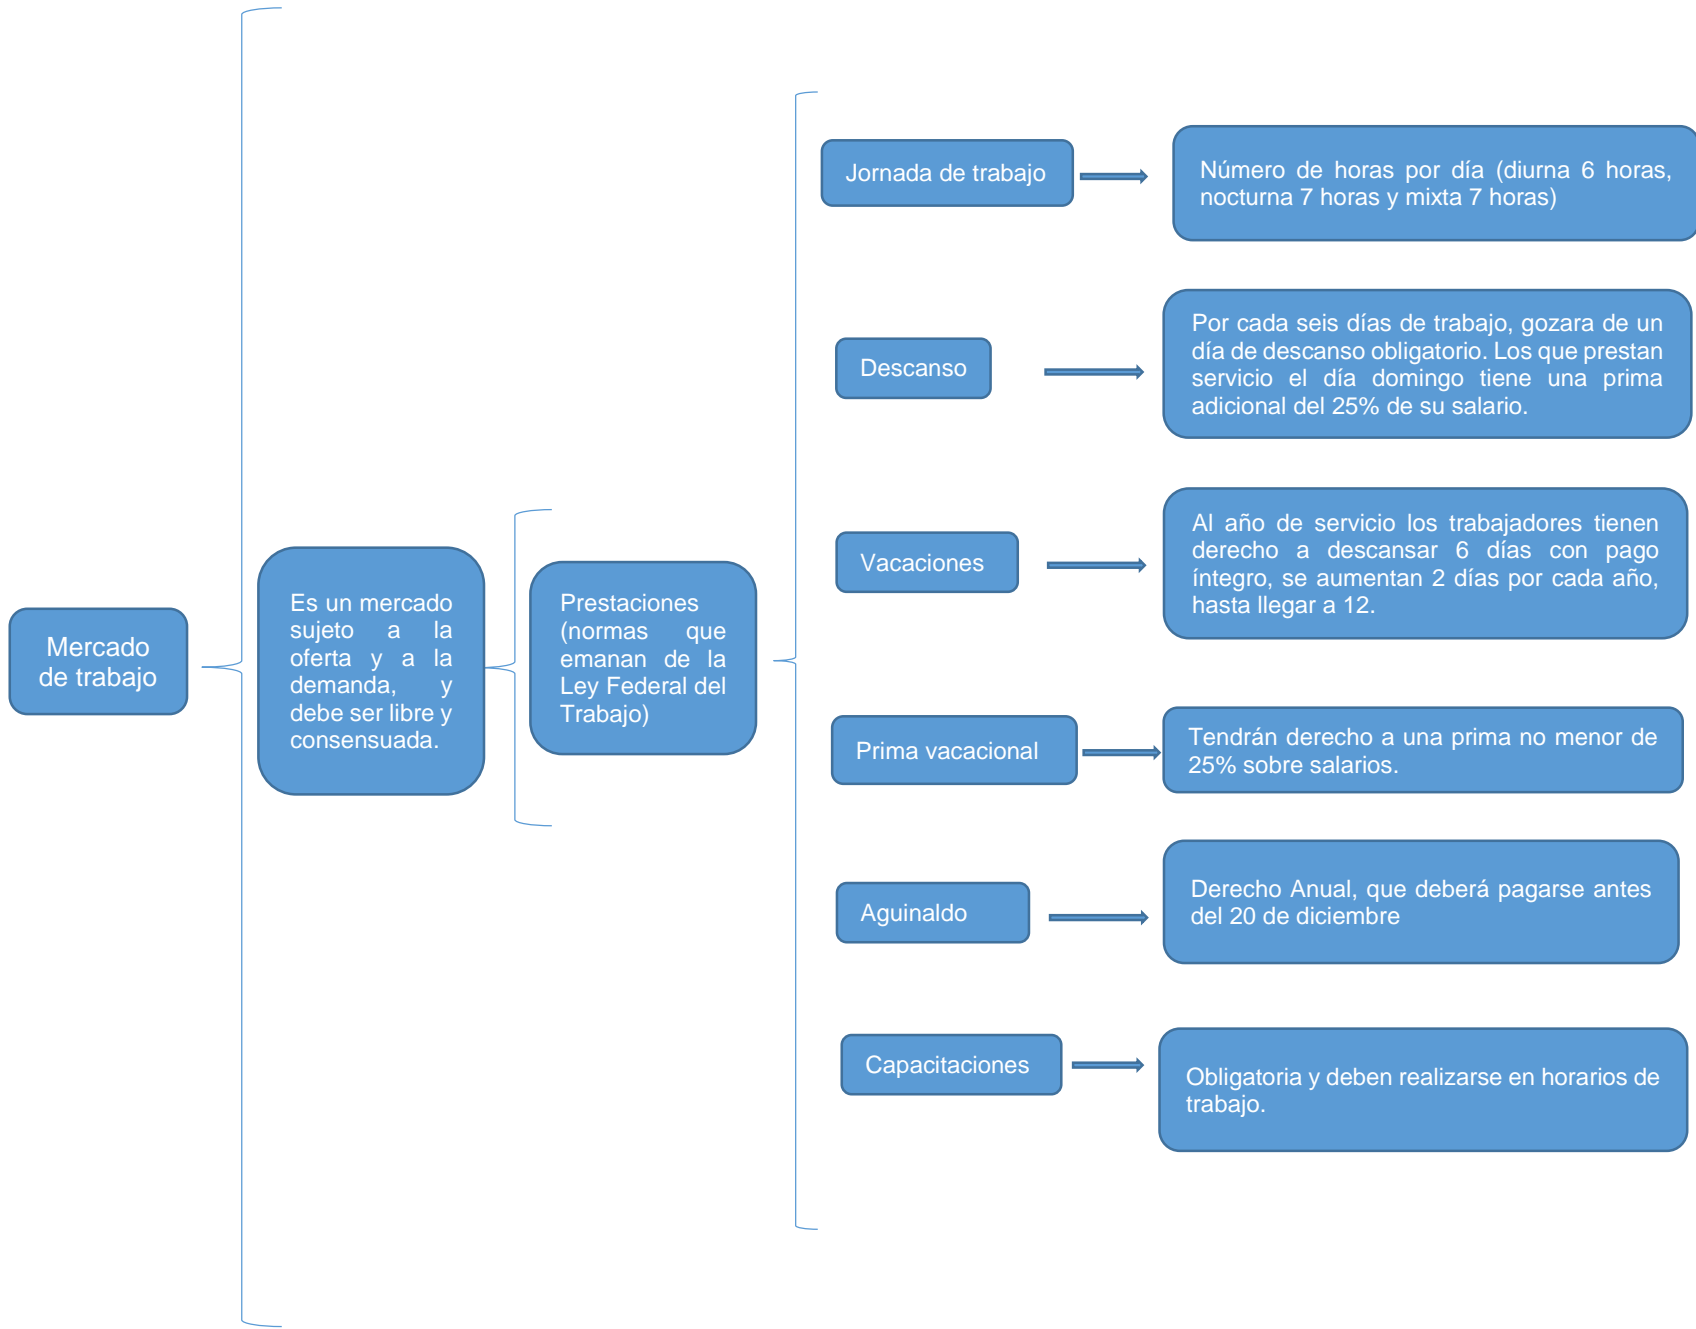 Mercado
de trabajo
Es un mercado
sujeto a la
oferta y a la
demanda, y
debe ser libre y
consensuada.
Prestaciones
(normas que
emanan de la
Ley Federal del
Trabajo)
Jornada de trabajo
Número de horas por día (diurna 6 horas,
nocturna 7 horas y mixta 7 horas)
Descanso
Por cada seis días de trabajo, gozara de un
día de descanso obligatorio. Los que prestan
servicio el día domingo tiene una prima
adicional del 25% de su salario.
Vacaciones
Al año de servicio los trabajadores tienen
derecho a descansar 6 días con pago
íntegro, se aumentan 2 días por cada año,
hasta llegar a 12.
Prima vacacional
Tendrán derecho a una prima no menor de
25% sobre salarios.
Aguinaldo
Derecho Anual, que deberá pagarse antes
del 20 de diciembre
Capacitaciones
Obligatoria y deben realizarse en horarios de
trabajo.